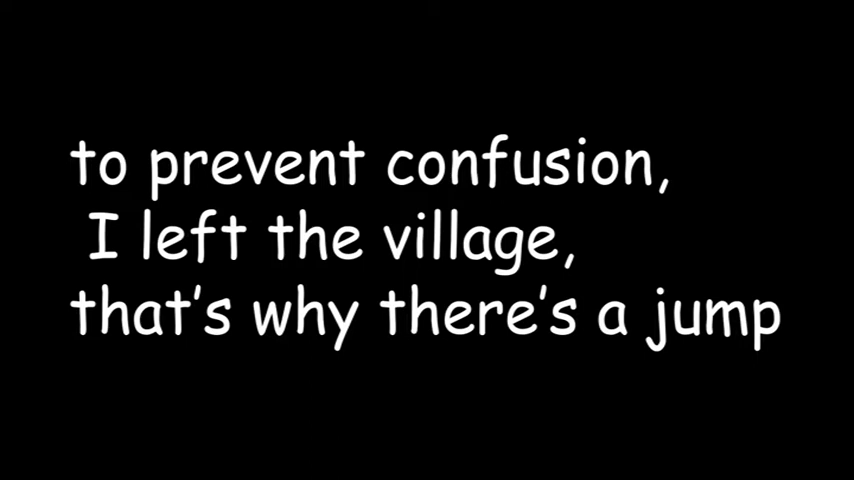 to prevent confusion,
I left the village,
that's why there's a jump